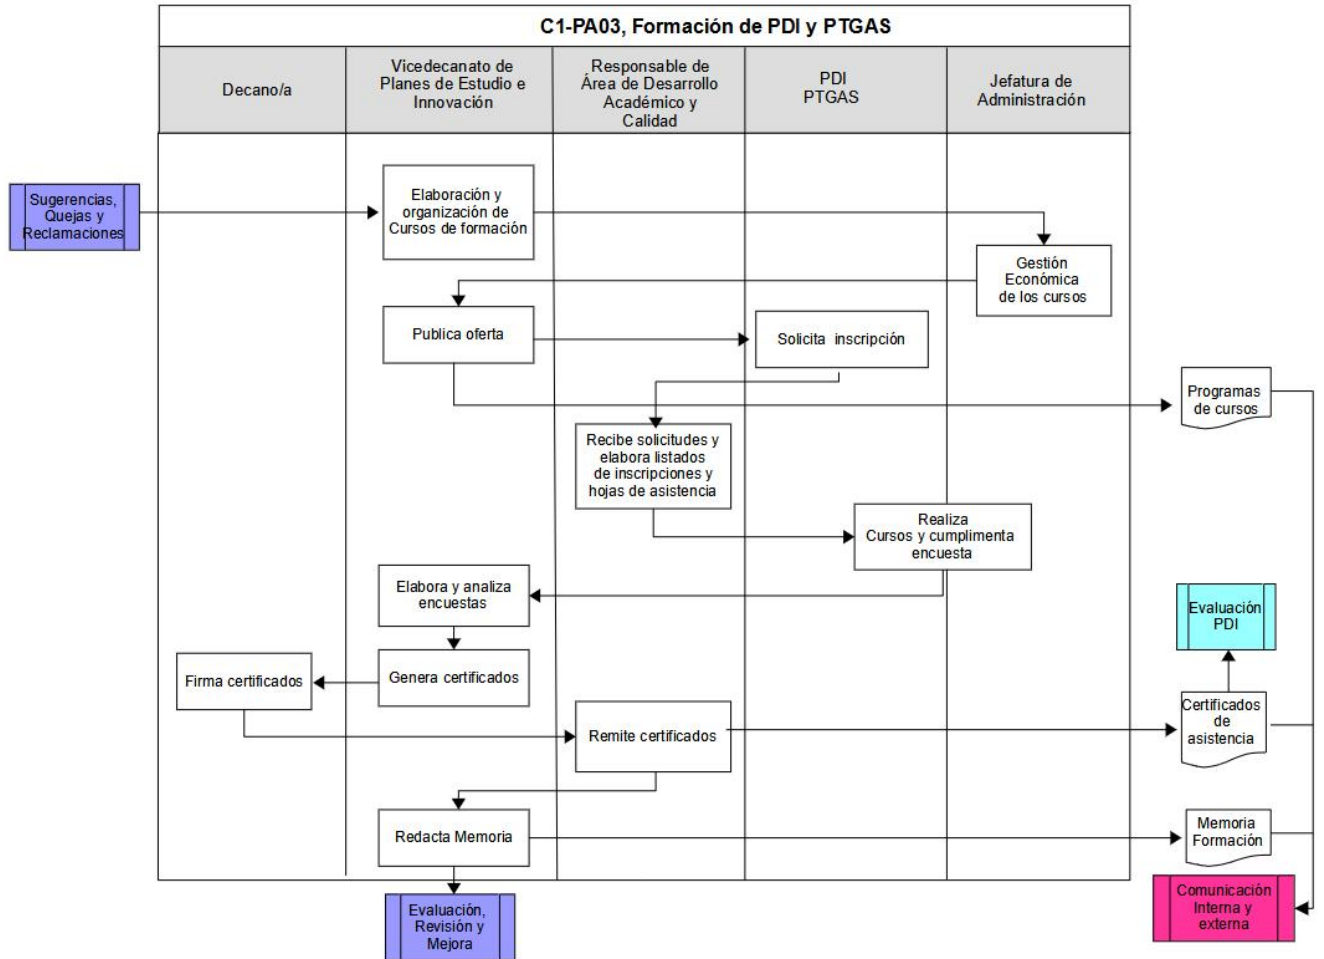 C1-PA03, Formación de PDI y PTGAS
Decano/a
Vicedecanato de
Planes de Estudio e
Innovación
Responsable de
Área de Desarrollo
Académico y
Calidad
PDI
PTGAS
Jefatura de
Administración
Sugerencias,
Quejas y
Reclamaciones
Elaboración y
organización de
Cursos de formación
Gestión
Económica
de los cursos
Publica oferta
Solicita inscripción
Programas
de cursos
Recibe solicitudes y
elabora listados
de inscripciones y
hojas de asistencia
Realiza
Cursos y cumplimenta
encuesta
Elabora y analiza
encuestas
Evaluación
PDI
Genera certificados
Firma certificados
Remite certificados
Certificados
de
asistencia
Redacta Memoria
Memoria
Formación
Evaluación,
Revisión y
Mejora
Comunicación
Interna y
externa